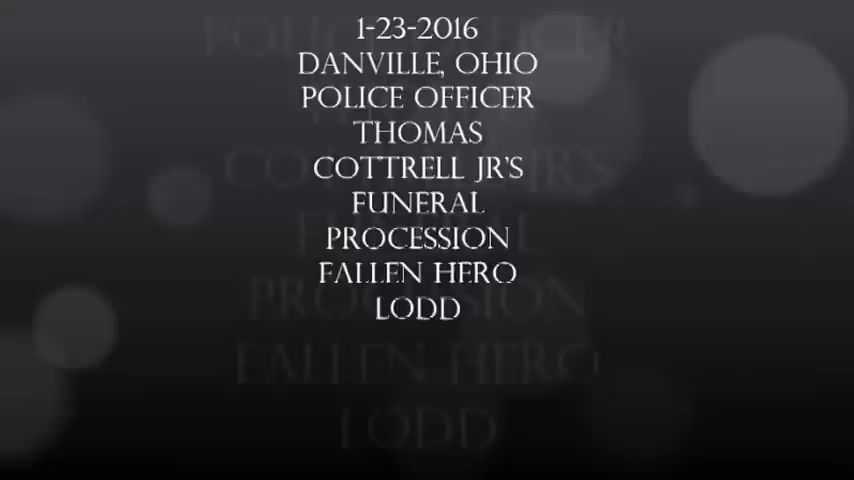 1-23-2016
DANVILLE, OHIO
POLICE OFFICER
THOMAS
COTTRELL JR'S
FUNERAL
PROCESSION
FALLEN HERO
LODD